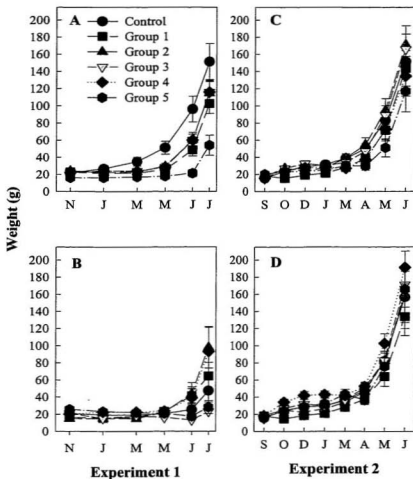 A
Control
Group 1
Group 2
Group 3
Group 4
Group 5
200
180
160
140
120
100
80
60
40
20
0
N J M M J J
C
200
180
160
140
120
100
80
60
40
20
0
S O D J M A M J
Weight (g)
B
200
180
160
140
120
100
80
60
40
20
0
N J M M J J
Experiment 1
D
200
180
160
140
120
100
80
60
40
20
0
S O D J M A M J
Experiment 2